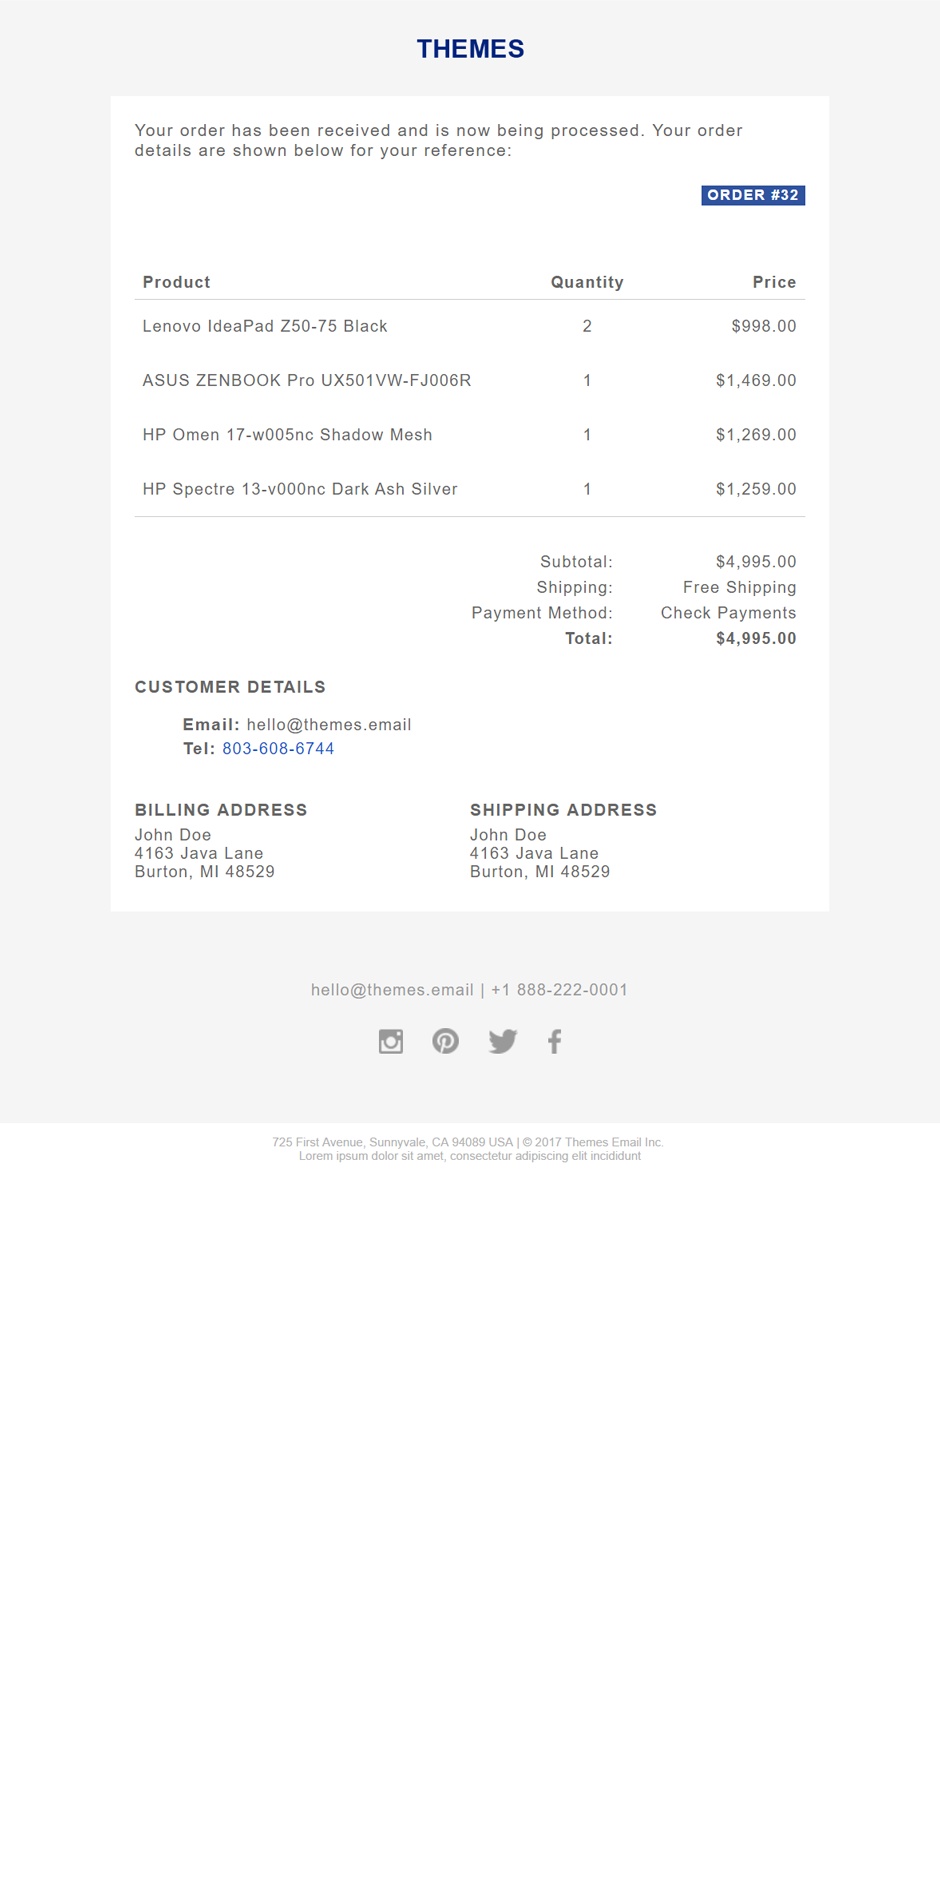 THEMES
Your order has been received and is now being processed. Your order
details are shown below for your reference:
ORDER #32
Product Quantity Price
Lenovo IdeaPad Z50-75 Black 2 $998.00
ASUS ZENBOOK Pro UX501VW-FJ006R 1 $1,469.00
HP Omen 17-w005nc Shadow Mesh 1 $1,269.00
HP Spectre 13-v000nc Dark Ash Silver 1 $1,259.00
Subtotal: $4,995.00
Shipping: Free Shipping
Payment Method: Check Payments
Total: $4,995.00
CUSTOMER DETAILS
Email: hello@themes.email
Tel: 803-608-6744
BILLING ADDRESS
John Doe
4163 Java Lane
Burton, MI 48529
SHIPPING ADDRESS
John Doe
4163 Java Lane
Burton, MI 48529
hello@themes.email | +1 888-222-0001
725 First Avenue, Sunnyvale, CA 94089 USA | © 2017 Themes Email Inc.
Lorem ipsum dolor sit amet, consectetur adipiscing elit incididunt